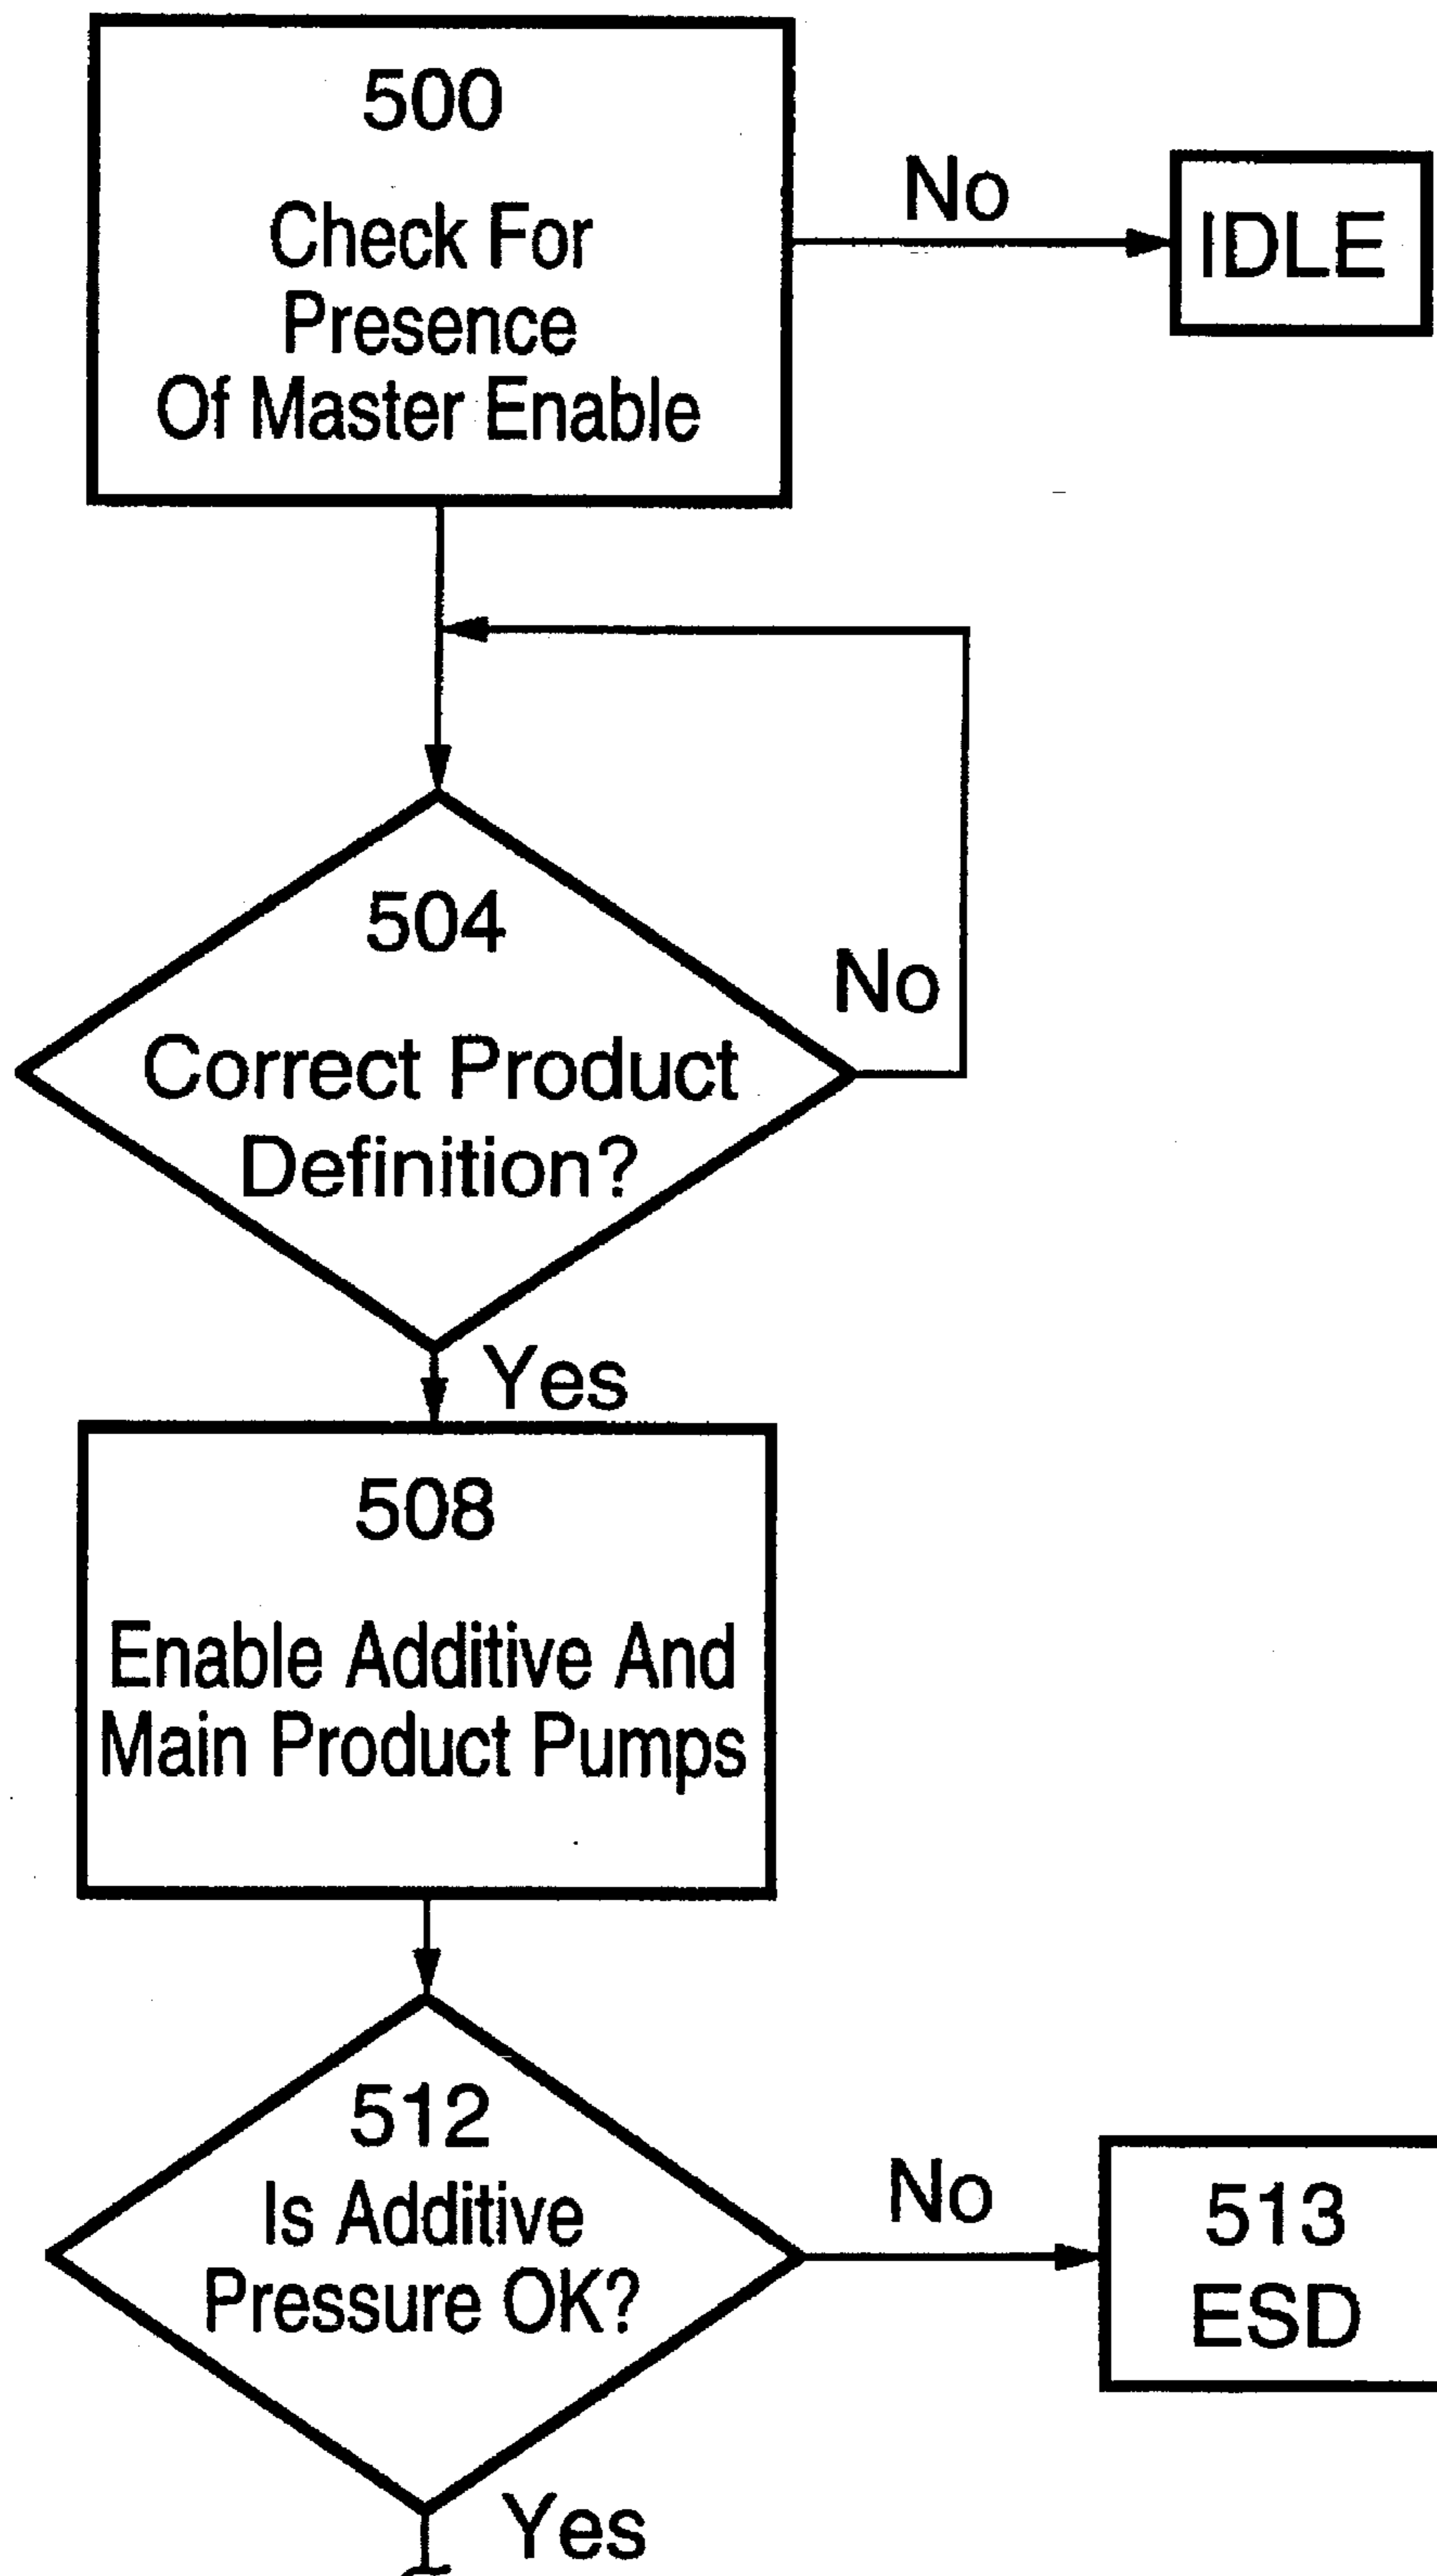 500
Check For
Presence
Of Master Enable
No
IDLE
504
Correct Product
Definition?
No
Yes
508
Enable Additive And
Main Product Pumps
512
Is Additive
Pressure OK?
No
513
ESD
Yes